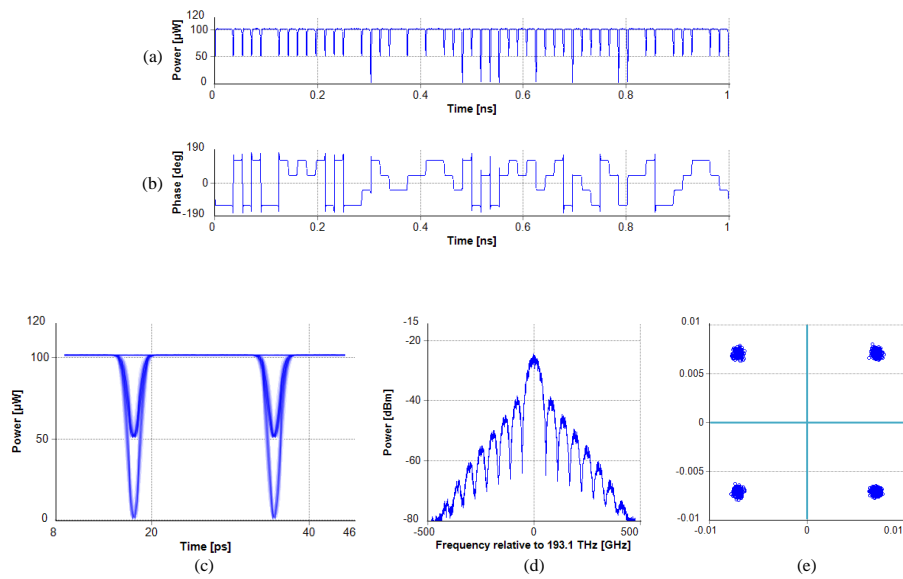 120
100
50
0
Power [µW]
(a)
0 0.2 0.4 0.6 0.8 1
Time [ns]
190
0
-190
Phase [deg]
(b)
0 0.2 0.4 0.6 0.8 1
Time [ns]
120
100
50
0
Power [µW]
8 20 40 46
Time [ps]
(c)
-15
-20
-40
-60
-80
Power [dBm]
-500 0 500
Frequency relative to 193.1 THz [GHz]
(d)
0.01
0.005
0
-0.005
-0.01
-0.01 0 0.01
(e)